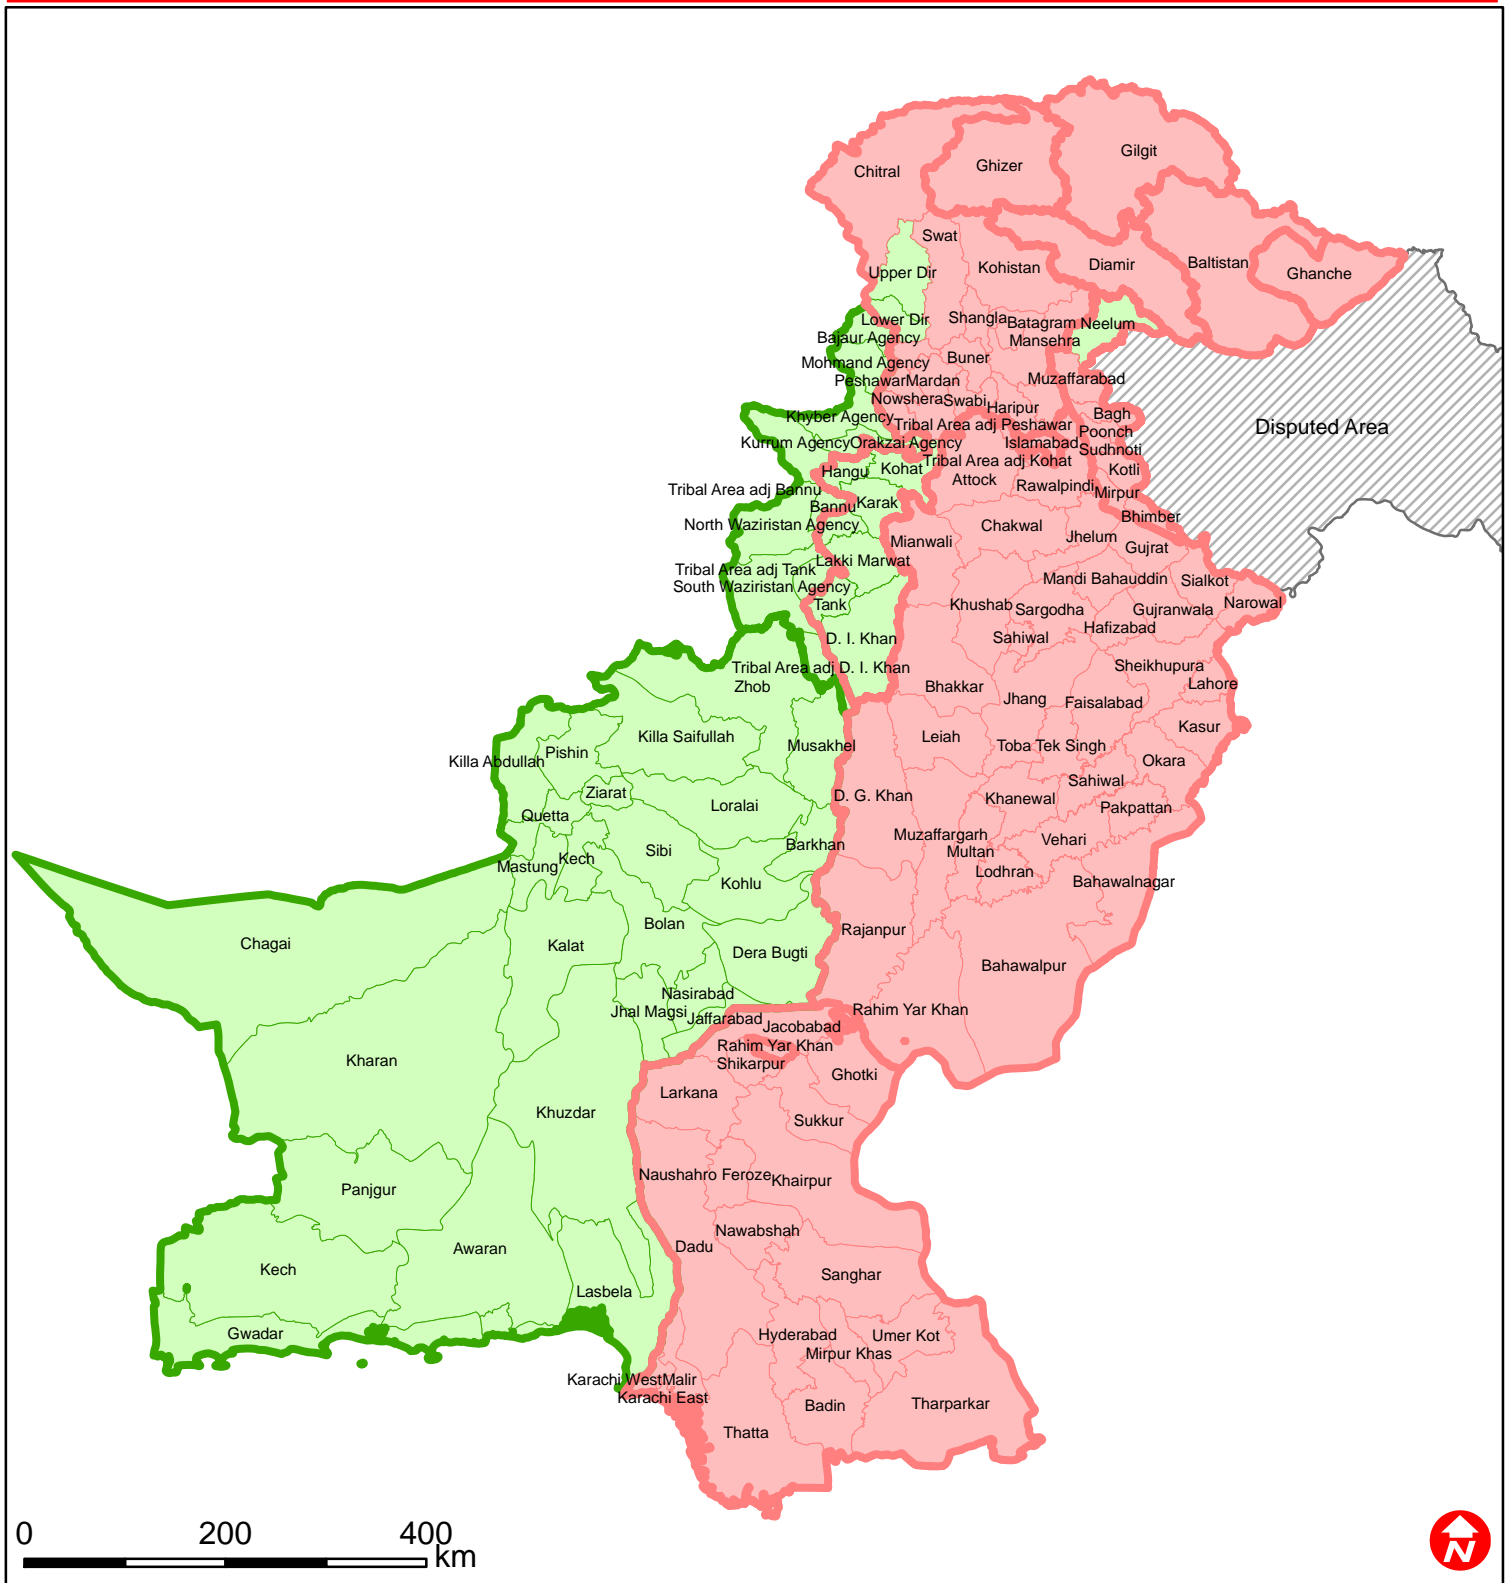 Gilgit
Ghizer
Chitral
Swat
Kohistan
Diamir
Baltistan
Ghanche
Upper Dir
Lower Dir
Shangla
Batagram
Neelum
Bajaur Agency
Mansehra
Mohmand Agency
Buner
Peshawar
Mardan
Muzaffarabad
Nowshera
Swabi
Haripur
Bagh
Khyber Agency
Tribal Area adj Peshawar
Poonch
Disputed Area
Kurrum Agency
Orakzai Agency
Islamabad
Sudhnoti
Tribal Area adj Kohat
Hangu
Kohat
Kotli
Attock
Rawalpindi
Mirpur
Tribal Area adj Bannu
Bannu
Karak
Bhimber
North Waziristan Agency
Chakwal
Jhelum
Mianwali
Gujrat
Lakki Marwat
Tribal Area adj Tank
Mandi Bahauddin
Sialkot
South Waziristan Agency
Tank
Khushab
Sargodha
Gujranwala
Narowal
Hafizabad
D. I. Khan
Sahiwal
Tribal Area adj D. I. Khan
Sheikhupura
Zhob
Bhakkar
Lahore
Jhang
Faisalabad
Kasur
Killa Saifullah
Musakhel
Leiah
Toba Tek Singh
Killa Abdullah
Pishin
Okara
Sahiwal
Ziarat
Loralai
D. G. Khan
Khanewal
Pakpattan
Quetta
Muzaffargarh
Vehari
Barkhan
Sibi
Multan
Mastung
Kech
Lodhran
Kohlu
Bahawalnagar
Bolan
Rajanpur
Chagai
Kalat
Dera Bugti
Bahawalpur
Nasirabad
Jhal Magsi
Jaffarabad
Rahim Yar Khan
Jacobabad
Rahim Yar Khan
Shikarpur
Kharan
Ghotki
Larkana
Khuzdar
Sukkur
Naushahro Feroze
Khairpur
Panjgur
Nawabshah
Dadu
Awaran
Kech
Sanghar
Lasbela
Gwadar
Hyderabad
Umer Kot
Mirpur Khas
Karachi West
Malir
Karachi East
Badin
Tharparkar
Thatta
0 200 400
km
N